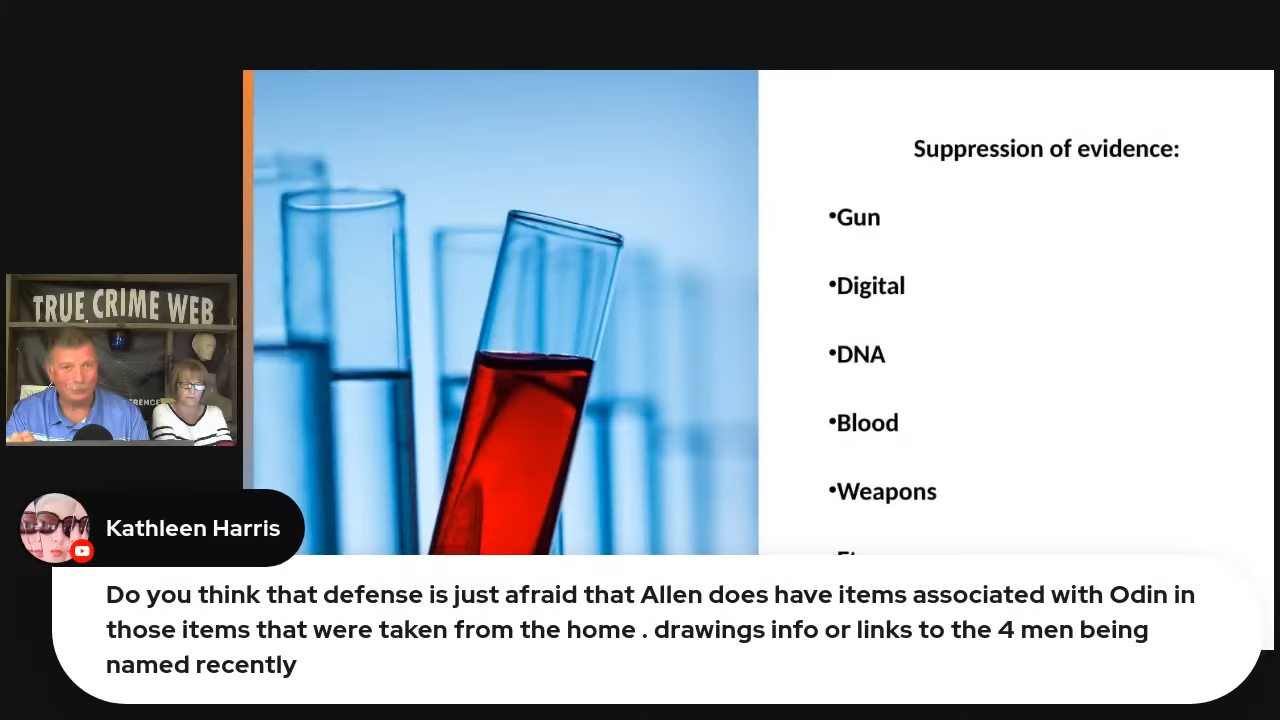 TRUE CRIME WEB
Suppression of evidence:
•Gun
•Digital
•DNA
•Blood
•Weapons
Kathleen Harris
Do you think that defense is just afraid that Allen does have items associated with Odin in
those items that were taken from the home . drawings info or links to the 4 men being
named recently